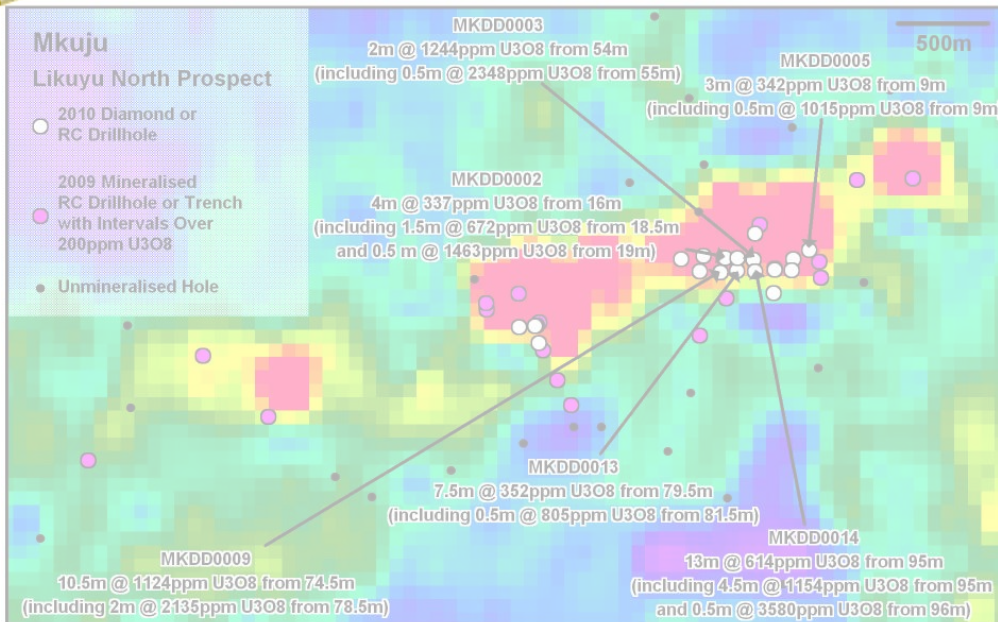 Mkuju
Likuyu North Prospect
2010 Diamond or
RC Drillhole
2009 Mineralised
RC Drillhole or Trench
with Intervals Over
200ppm U3O8
Unmineralised Hole
MKDD0003
2m @ 1244ppm U3O8 from 54m
(including 0.5m @ 2348ppm U3O8 from 55m)
500m
MKDD0005
3m @ 342ppm U3O8 from 9m
(including 0.5m @ 1015ppm U3O8 from 9m
MKDD0002
4m @ 337ppm U3O8 from 16m
(including 1.5m @ 672ppm U3O8 from 18.5m
and 0.5 m @ 1463ppm U3O8 from 19m)
MKDD0013
7.5m @ 352ppm U3O8 from 79.5m
(including 0.5m @ 805ppm U3O8 from 81.5m)
MKDD0009
10.5m @ 1124ppm U3O8 from 74.5m
(including 2m @ 2135ppm U3O8 from 78.5m)
MKDD0014
13m @ 614ppm U3O8 from 95m
(including 4.5m @ 1154ppm U3O8 from 95m
and 0.5m @ 3580ppm U3O8 from 96m)